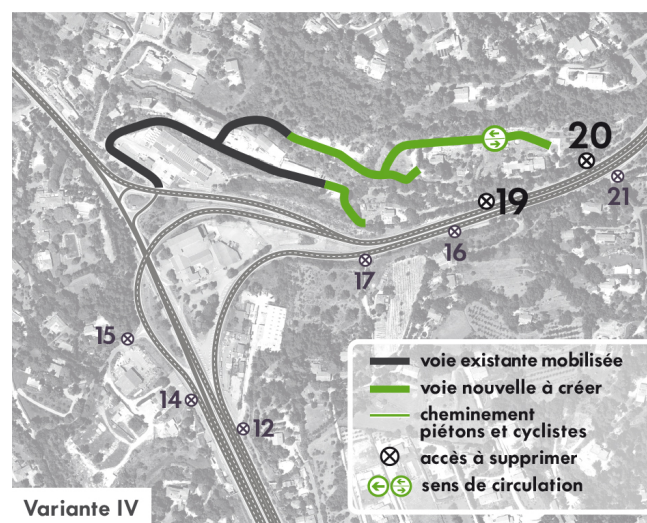 20
19
21
16
17
15
14
12
voie existante mobilisée
voie nouvelle à créer
cheminement
piétons et cyclistes
accès à supprimer
sens de circulation
Variante IV